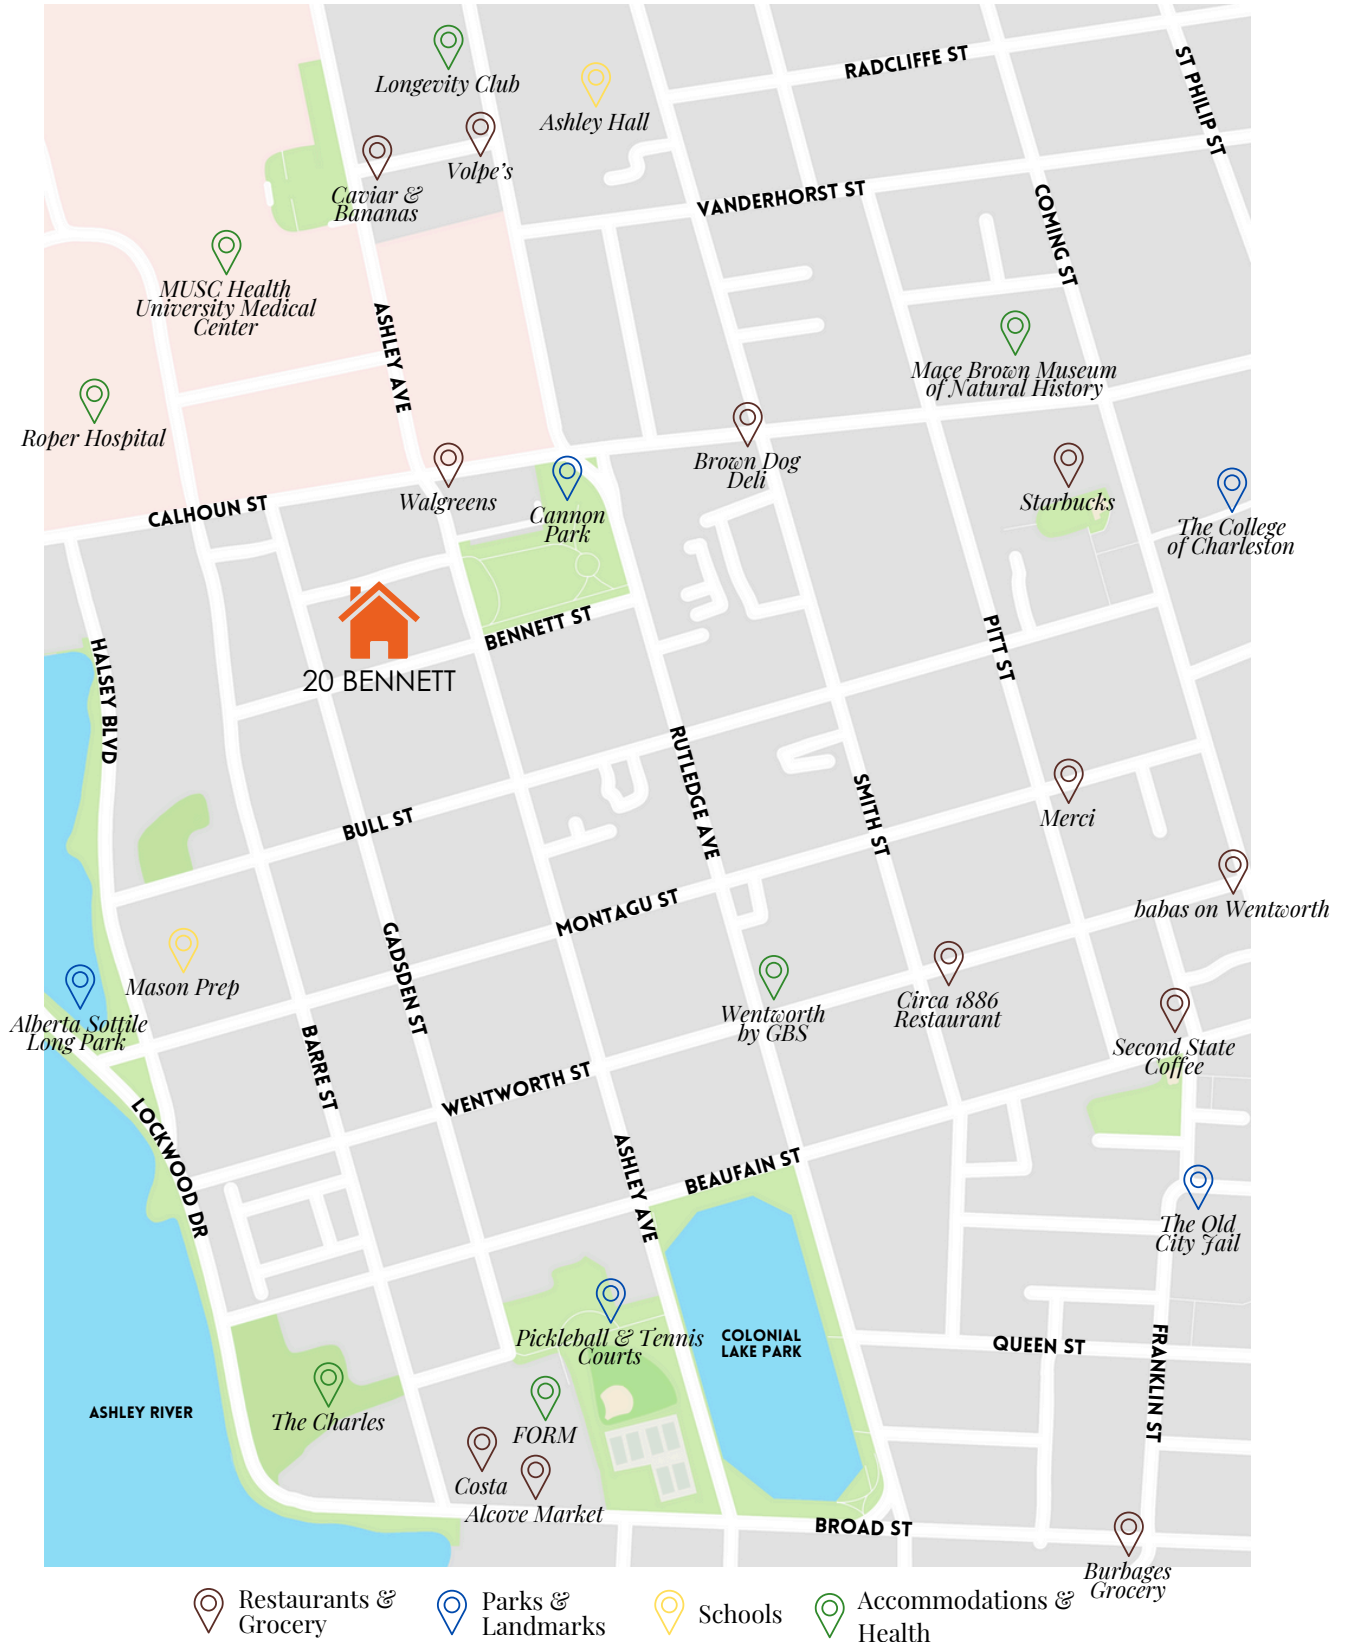 RADCLIFFE ST
ST PHILIP ST
Longevity Club
Ashley Hall
Volpe's
Caviar &
Bananas
VANDERHORST ST
COMING ST
MUSC Health
University Medical
Center
ASHLEY AVE
Mace Brown Museum
of Natural History
Roper Hospital
Brown Dog
Deli
Walgreens
Starbucks
CALHOUN ST
Cannon
Park
The College
of Charleston
BENNETT ST
PITT ST
HALSEY BLVD
20 BENNETT
RUTLEDGE AVE
SMITH ST
BULL ST
Merci
MONTAGU ST
babas on Wentworth
GADSDEN ST
Mason Prep
Alberta Sottile
Long Park
Wentworth
by GBS
Circa 1886
Restaurant
BARRE ST
Second State
Coffee
WENTWORTH ST
LOCKWOOD DR
ASHLEY AVE
BEAUFAIN ST
The Old
City Jail
Pickleball & Tennis
Courts
COLONIAL
LAKE PARK
QUEEN ST
FRANKLIN ST
ASHLEY RIVER
The Charles
FORM
Costa
Alcove Market
BROAD ST
Burbages
Grocery
Restaurants &
Grocery
Parks &
Landmarks
Schools
Accommodations &
Health